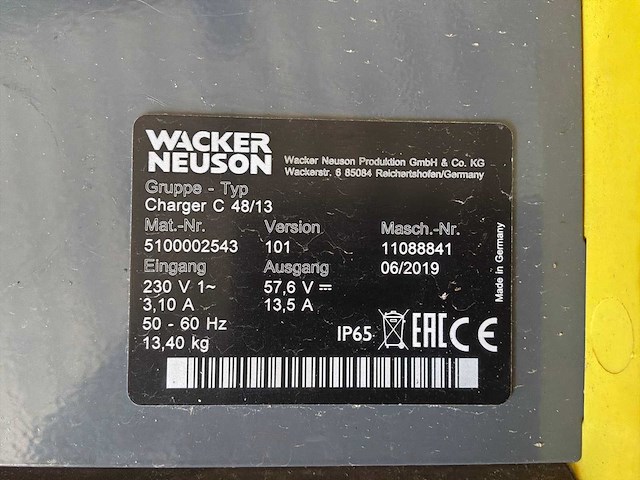 WACKER
NEUSON
Wacker Neuson Produktion GmbH & Co. KG
Wackerstr. 6 85084 Reichertshofen/Germany
Gruppe - Typ
Charger C 48/13
Mat.-Nr. Version Masch.-Nr.
5100002543 101 11088841
Eingang Ausgang 06/2019
230 V 1~ 57,6 V ⎓
3,10 A 13,5 A
50 - 60 Hz
13,40 kg
IP65 EAC CE
Made in Germany